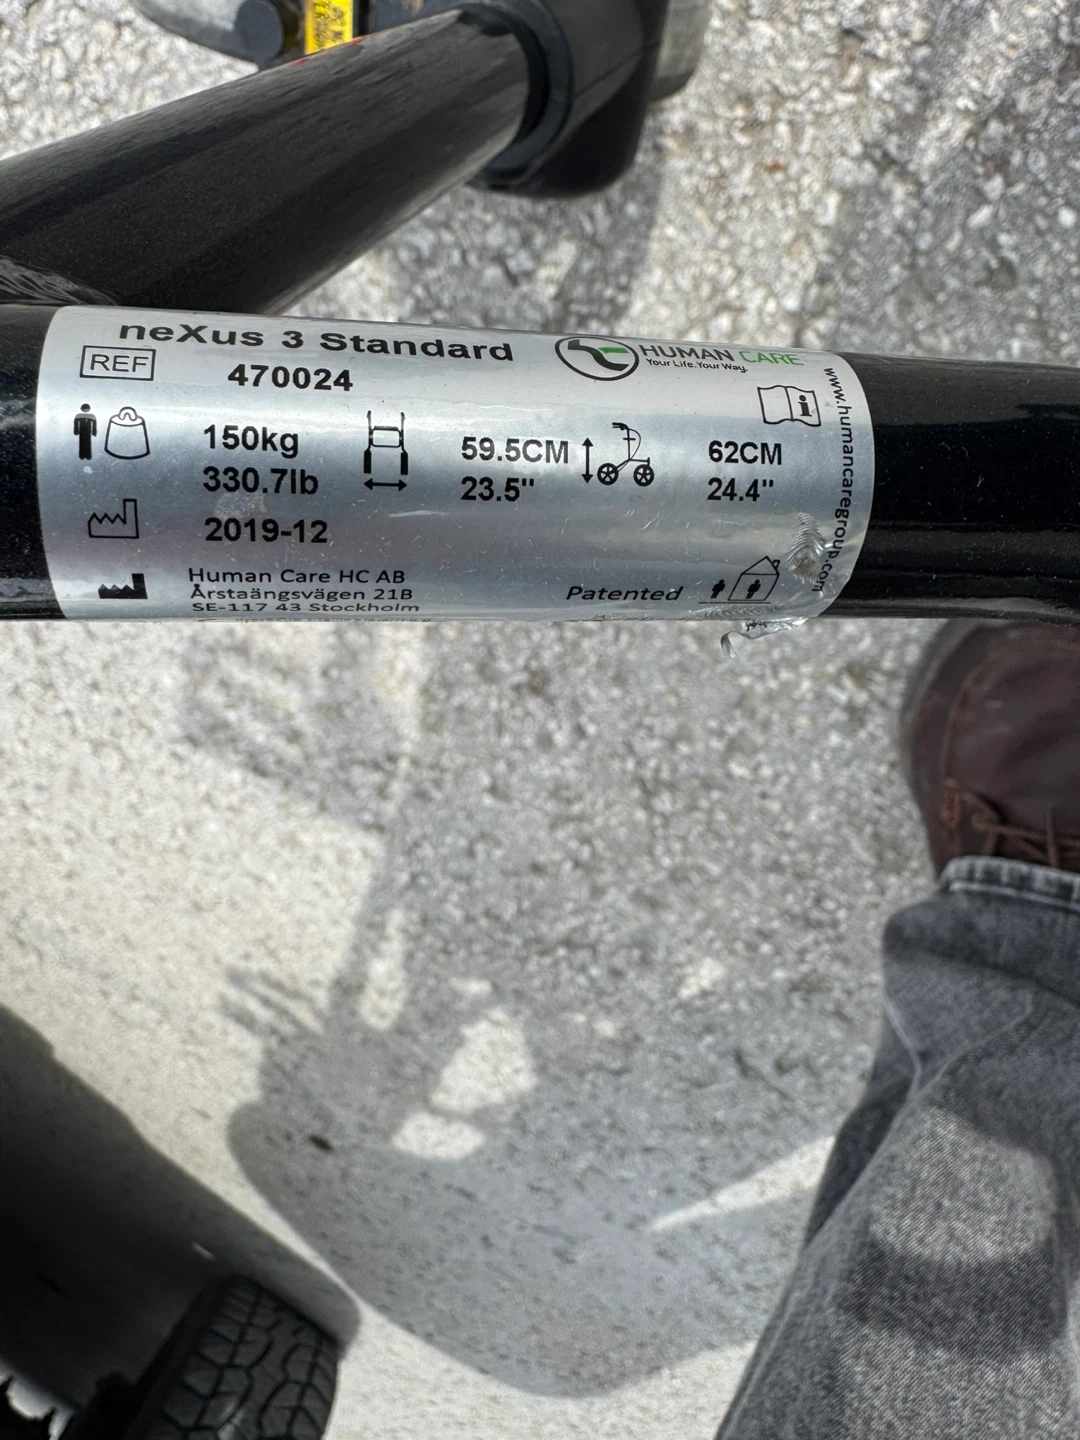 neXus 3 Standard
REF
470024
HUMAN CARE
Your Life.Your Way.
150kg
330.7lb
59.5CM
23.5"
62CM
24.4"
2019-12
www.humancaregroup.com
Human Care HC AB
Årstaängsvägen 21B
SE-117 43 Stockholm
Patented